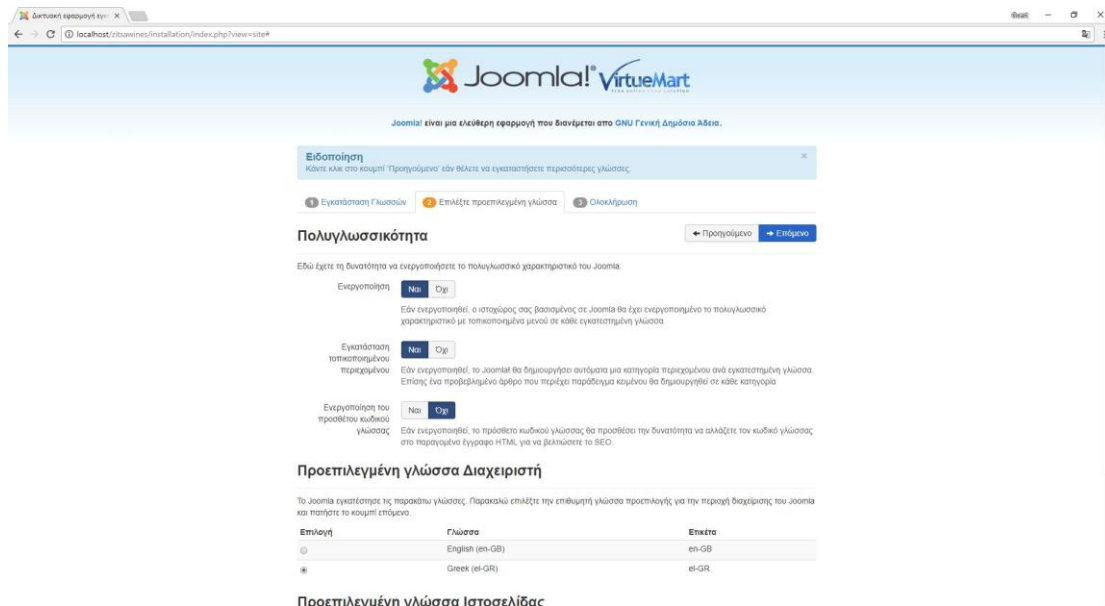 Δικτυακή εφαρμογή εγκ
localhost/zitsawines/installation/index.php?view=site#
Joomla!® VirtueMart
Joomla! είναι μια ελεύθερη εφαρμογή που διανέμεται απο GNU Γενική Δημόσια Άδεια.
Ειδοποίηση
×
Κάντε κλικ στο κουμπί 'Προηγούμενο' εάν θέλετε να εγκαταστήσετε περισσότερες γλώσσες.
1 Εγκατάσταση Γλωσσών 2 Επιλέξτε προεπιλεγμένη γλώσσα 3 Ολοκλήρωση
Πολυγλωσσικότητα
Προηγούμενο Επόμενο
Εδώ έχετε τη δυνατότητα να ενεργοποιήσετε το πολυγλωσσικό χαρακτηριστικό του Joomla.
Ενεργοποίηση Ναι Όχι
Εάν ενεργοποιηθεί, ο ιστοχώρος σας βασισμένος σε Joomla θα έχει ενεργοποιημένο το πολυγλωσσικό
χαρακτηριστικό με τοπικοποιημένα μενού σε κάθε εγκατεστημένη γλώσσα.
Εγκατάσταση
τοπικοποιημένου
περιεχομένου
Ναι Όχι
Εάν ενεργοποιηθεί, το Joomla! θα δημιουργήσει αυτόματα μια κατηγορία περιεχομένου ανά εγκατεστημένη γλώσσα.
Επίσης ένα προβεβλημένο άρθρο που περιέχει παράδειγμα κειμένου θα δημιουργηθεί σε κάθε κατηγορία
Ενεργοποίηση του
προσθέτου κωδικού
γλώσσας
Ναι Όχι
Εάν ενεργοποιηθεί, το πρόσθετο κωδικού γλώσσας θα προσθέσει την δυνατότητα να αλλάζετε τον κωδικό γλώσσας
στο παραγομένο έγγραφο HTML για να βελτιώσετε το SEO.
Προεπιλεγμένη γλώσσα Διαχειριστή
Το Joomla εγκατέστησε τις παρακάτω γλώσσες. Παρακαλώ επιλέξτε την επιθυμητή γλώσσα προεπιλογής για την περιοχή διαχείρισης του Joomla
και πατήστε το κουμπί επόμενο.
Επιλογή Γλώσσα Ετικέτα
English (en-GB) en-GB
Greek (el-GR) el-GR
Προεπιλεγμένη γλώσσα Ιστοσελίδας